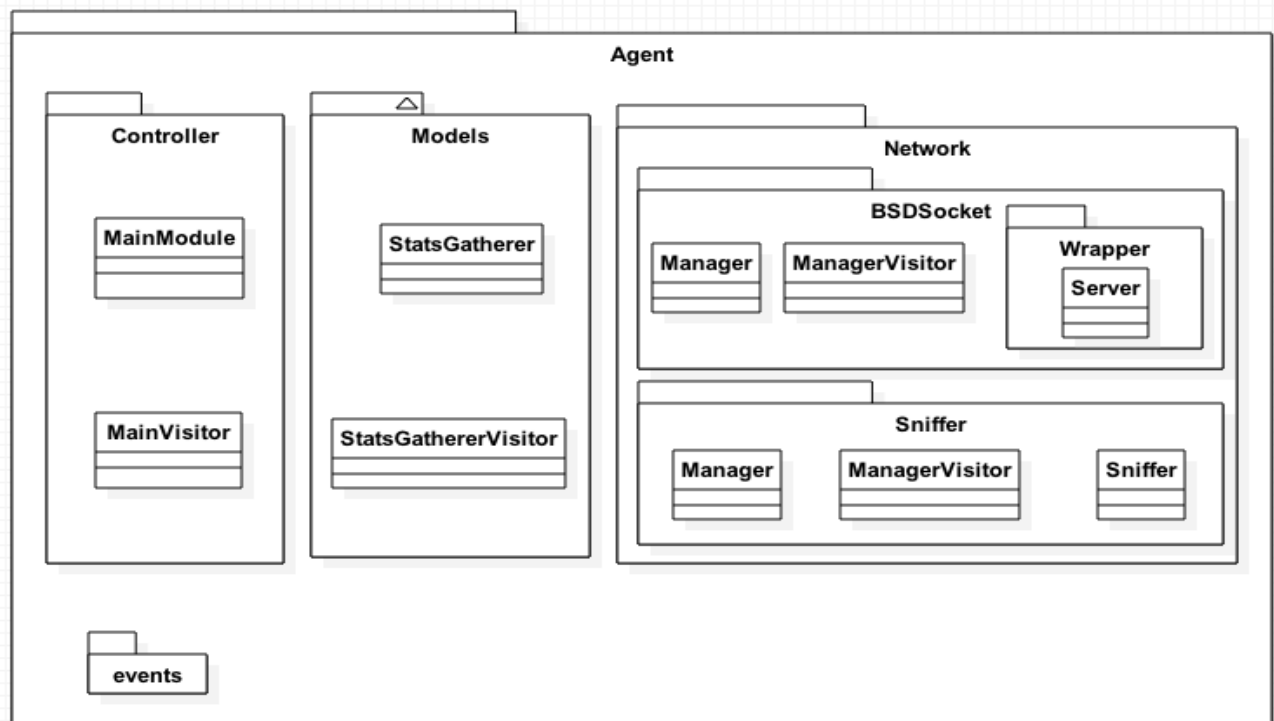 Agent
Controller
MainModule
MainVisitor
Models
StatsGatherer
StatsGathererVisitor
Network
BSDSocket
Manager
ManagerVisitor
Wrapper
Server
Sniffer
Manager
ManagerVisitor
Sniffer
events